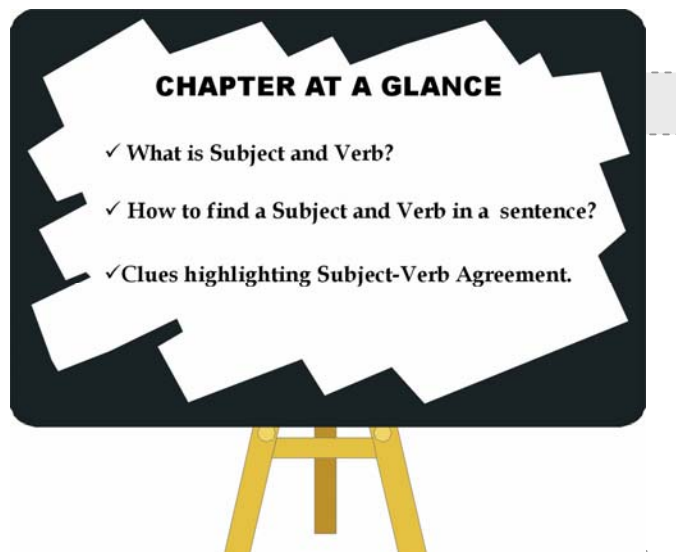 CHAPTER AT A GLANCE
✓ What is Subject and Verb?
✓ How to find a Subject and Verb in a sentence?
✓Clues highlighting Subject-Verb Agreement.